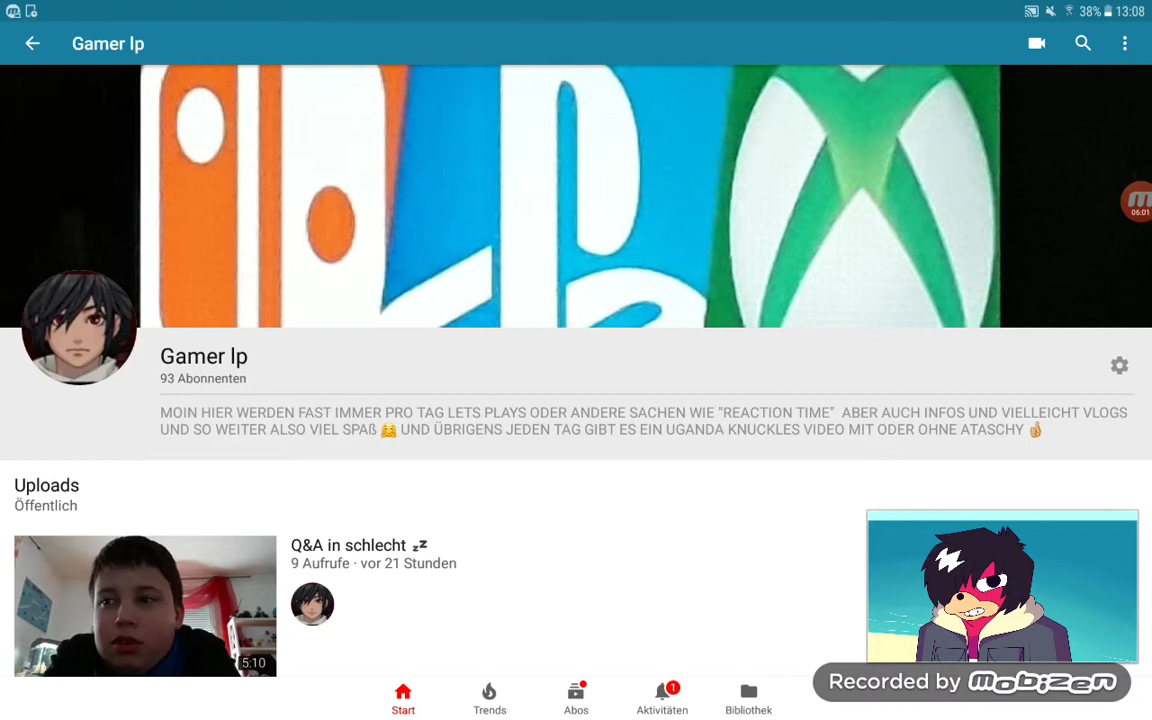 38% 13:08
Gamer lp
06:01
Gamer lp
93 Abonnenten
MOIN HIER WERDEN FAST IMMER PRO TAG LETS PLAYS ODER ANDERE SACHEN WIE "REACTION TIME" ABER AUCH INFOS UND VIELLEICHT VLOGS
UND SO WEITER ALSO VIEL SPAß 🤗 UND ÜBRIGENS JEDEN TAG GIBT ES EIN UGANDA KNUCKLES VIDEO MIT ODER OHNE ATASCHY 👍
Uploads
Öffentlich
Q&A in schlecht 💤
9 Aufrufe · vor 21 Stunden
5:10
Recorded by mobizen
Start Trends Abos Aktivitäten Bibliothek
1